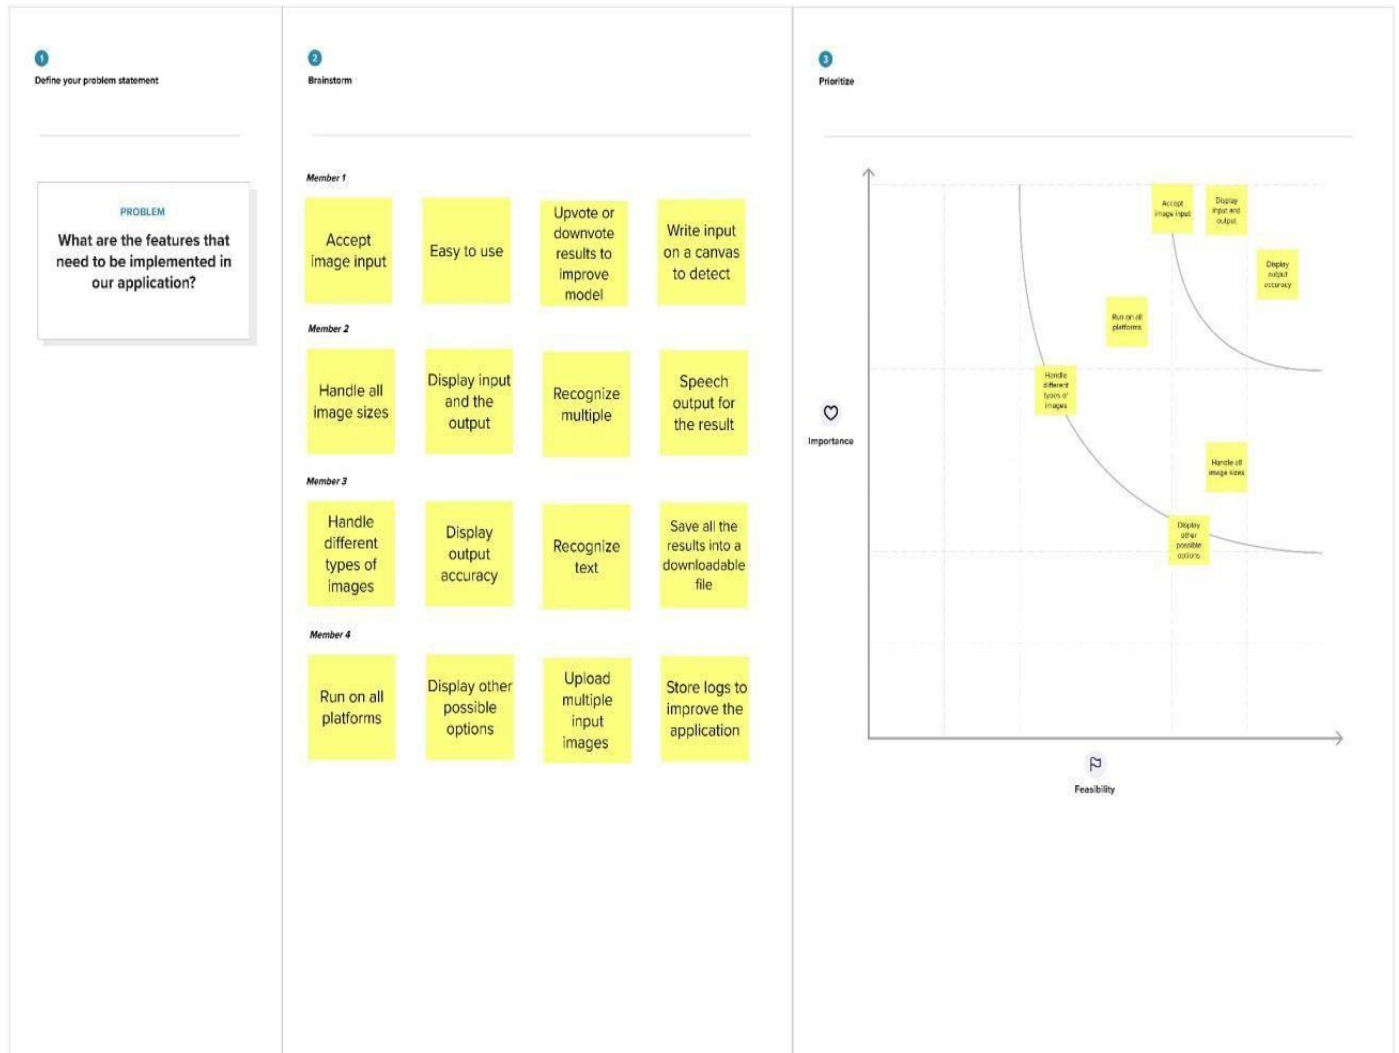 1
Define your problem statement
PROBLEM
What are the features that
need to be implemented in
our application?
2
Brainstorm
Member 1
Accept
image input
Easy to use
Upvote or
downvote
results to
improve
model
Write input
on a canvas
to detect
Member 2
Handle all
image sizes
Display input
and the
output
Recognize
multiple
Speech
output for
the result
Member 3
Handle
different
types of
images
Display
output
accuracy
Recognize
text
Save all the
results into a
downloadable
file
Member 4
Run on all
platforms
Display other
possible
options
Upload
multiple
input
images
Store logs to
improve the
application
3
Prioritize
Accept
image input
Display
input and
output
Display
output
accuracy
Run on all
platforms
Handle
different
types of
images
Importance
Handle all
image sizes
Display
other
possible
options
Feasibility